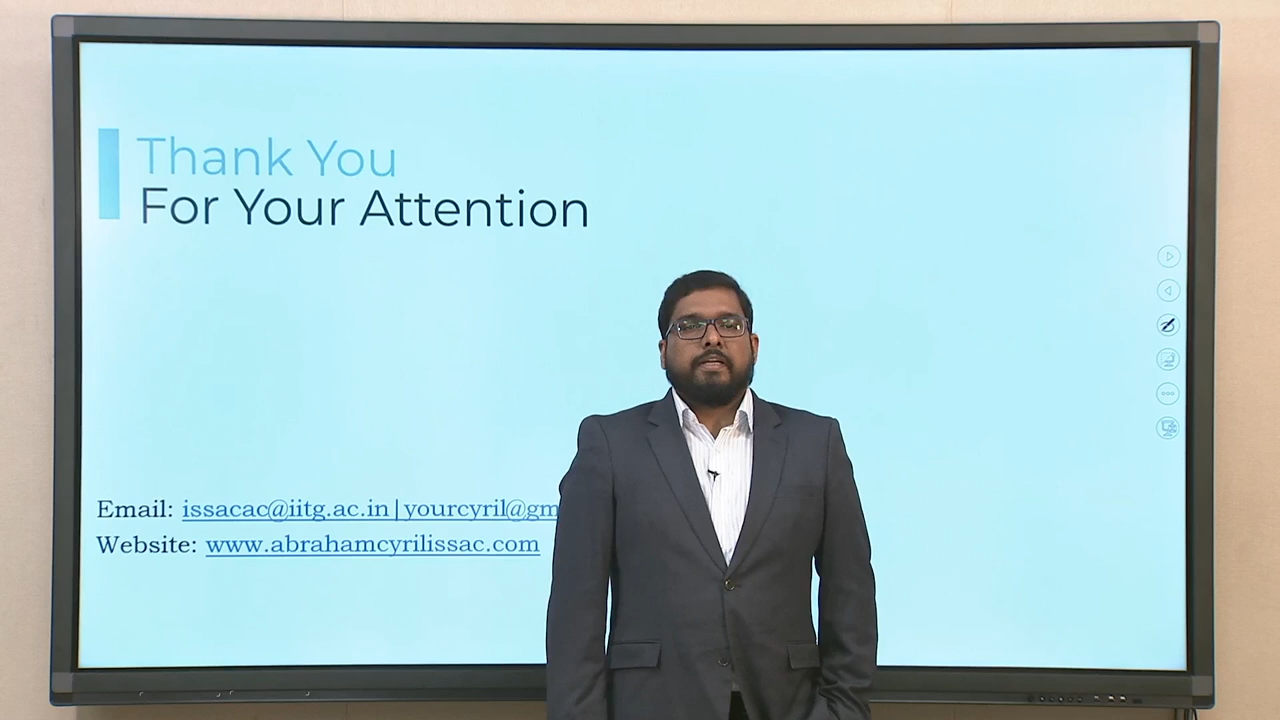 Thank You
For Your Attention
Email: issacac@iitg.ac.in|yourcyril@gm
Website: www.abrahamcyrilissac.com